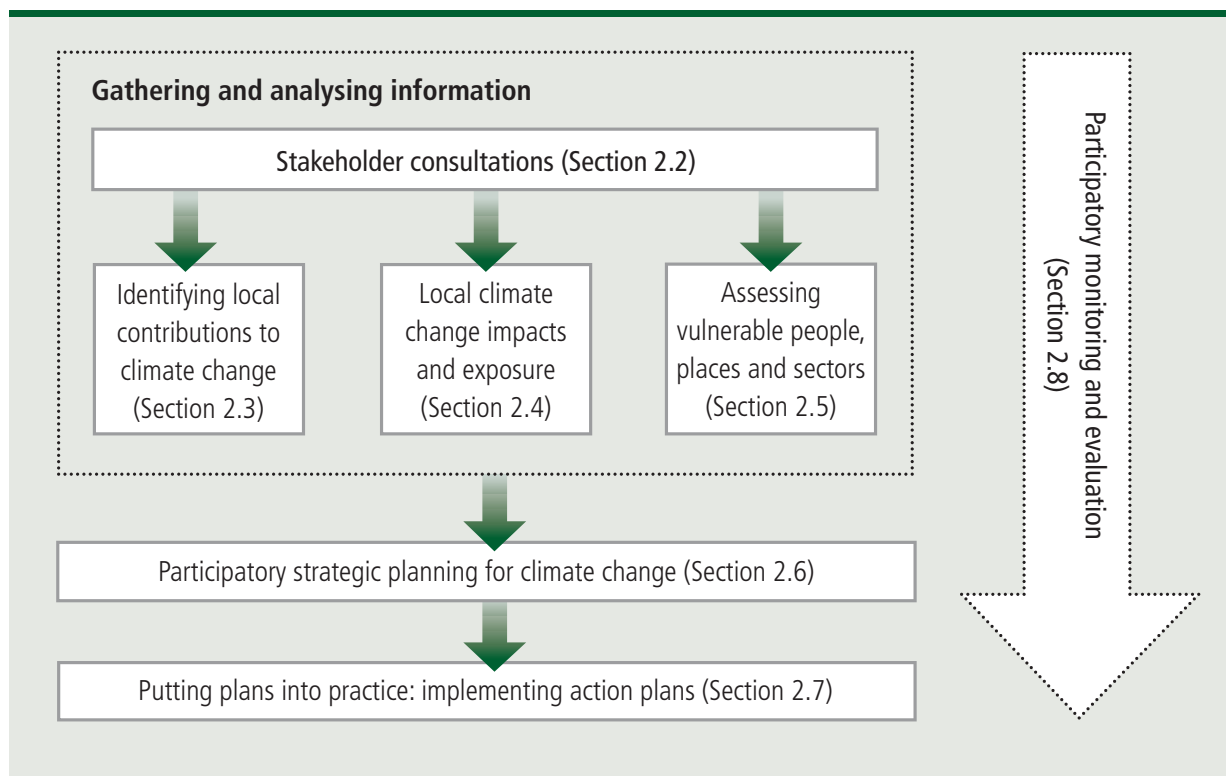 Gathering and analysing information
Stakeholder consultations (Section 2.2)
Identifying local
contributions to
climate change
(Section 2.3)
Local climate
change impacts
and exposure
(Section 2.4)
Assessing
vulnerable people,
places and sectors
(Section 2.5)
Participatory strategic planning for climate change (Section 2.6)
Putting plans into practice: implementing action plans (Section 2.7)
Participatory monitoring and evaluation
(Section 2.8)